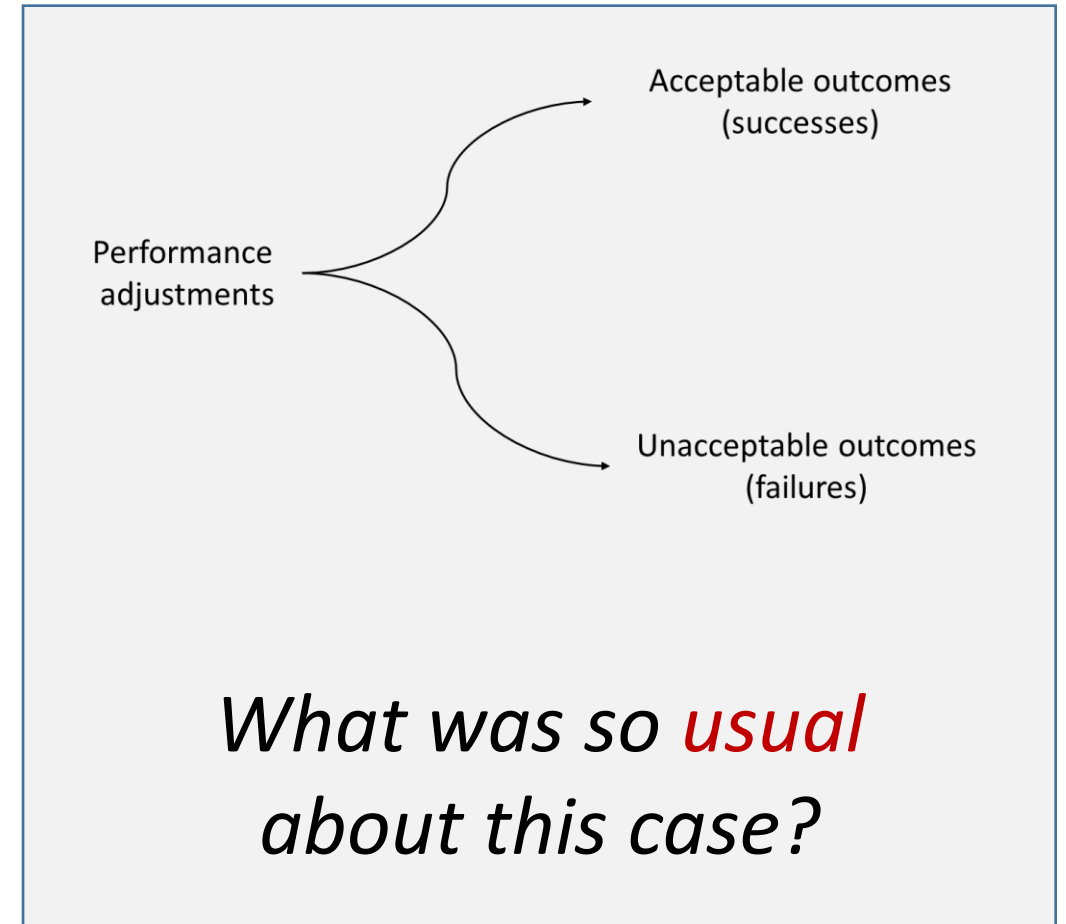 Acceptable outcomes
(successes)
Performance
adjustments
Unacceptable outcomes
(failures)
What was so usual
about this case?